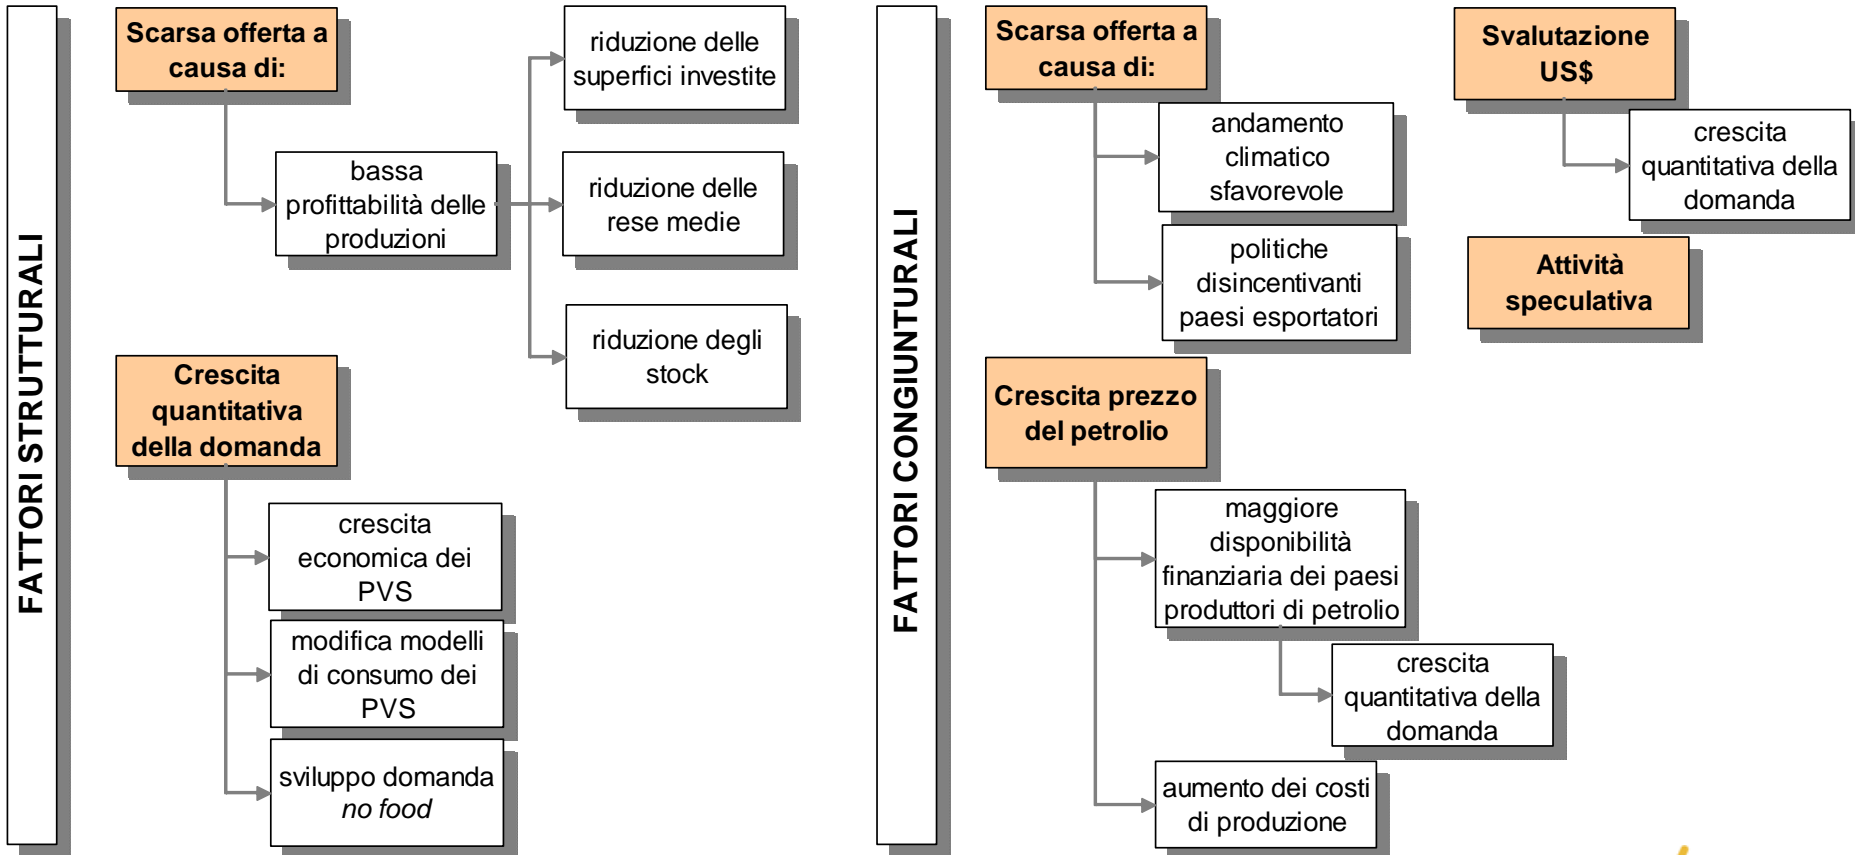 FATTORI STRUTTURALI
Scarsa offerta a
causa di:
bassa
profittabilità delle
produzioni
riduzione delle
superfici investite
riduzione delle
rese medie
riduzione degli
stock
Crescita
quantitativa
della domanda
crescita
economica dei
PVS
modifica modelli
di consumo dei
PVS
sviluppo domanda
no food
FATTORI CONGIUNTURALI
Scarsa offerta a
causa di:
andamento
climatico
sfavorevole
politiche
disincentivanti
paesi esportatori
Crescita prezzo
del petrolio
maggiore
disponibilità
finanziaria dei paesi
produttori di petrolio
crescita
quantitativa della
domanda
aumento dei costi
di produzione
Svalutazione
US$
crescita
quantitativa della
domanda
Attività
speculativa